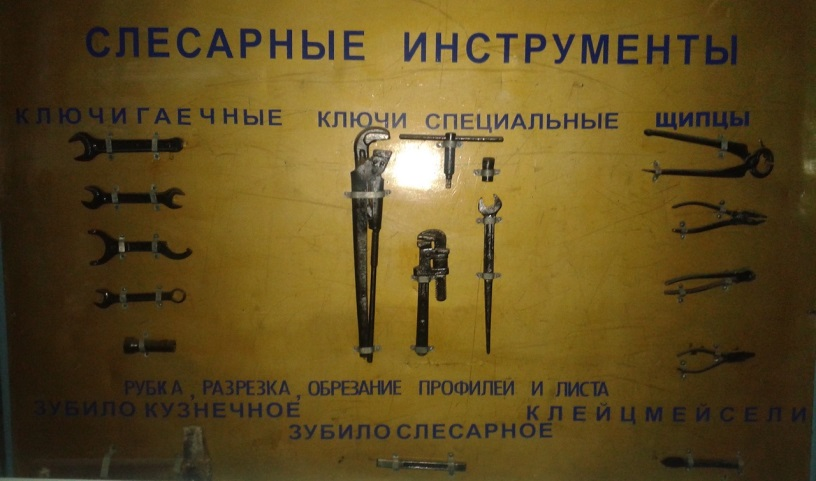 СЛЕСАРНЫЕ ИНСТРУМЕНТЫ
КЛЮЧИ ГАЕЧНЫЕ КЛЮЧИ СПЕЦИАЛЬНЫЕ ЩИПЦЫ
РУБКА, РАЗРЕЗКА, ОБРЕЗАНИЕ ПРОФИЛЕЙ И ЛИСТА
ЗУБИЛО КУЗНЕЧНОЕ КЛЕЙЦМЕЙСЕЛИ
ЗУБИЛО СЛЕСАРНОЕ